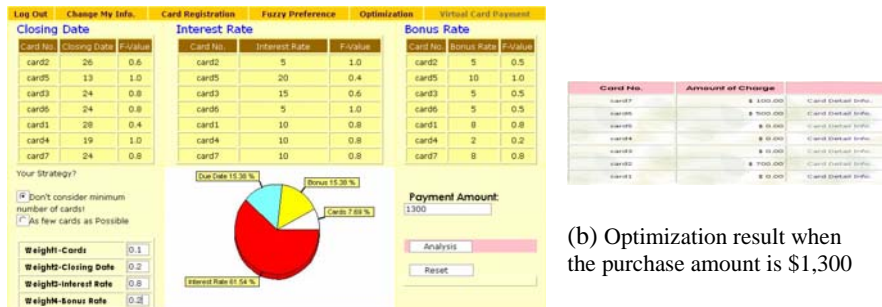 Log Out Change My Info. Card Registration Fuzzy Preference Optimization Virtual Card Payment
Closing Date
Card No. Closing Date F-Value
card2 26 0.6
card5 13 1.0
card3 24 0.8
card6 24 0.8
card1 28 0.4
card4 19 1.0
card7 24 0.8
Interest Rate
Card No. Interest Rate F-Value
card2 5 1.0
card5 20 0.4
card3 15 0.6
card6 5 1.0
card1 10 0.8
card4 10 0.8
card7 10 0.8
Bonus Rate
Card No. Bonus Rate F-Value
card2 5 0.5
card5 10 1.0
card3 5 0.5
card6 5 0.5
card1 8 0.8
card4 2 0.2
card7 8 0.8
Your Strategy?
Don't consider minimum
number of cards!
As few cards as Possible
Weight1-Cards 0.1
Weight2-Closing Date 0.2
Weight3-Interest Rate 0.8
Weight4-Bonus Rate 0.2
Due Date 15.38 %
Bonus 15.38 %
Cards 7.69 %
Interest Rate 61.54 %
Payment Amount:
1300
Analysis
Reset
Card No. Amount of Charge
card7 $ 100.00 Card Detail Info.
card6 $ 500.00 Card Detail Info.
card5 $ 0.00 Card Detail Info.
card4 $ 0.00 Card Detail Info.
card3 $ 0.00 Card Detail Info.
card2 $ 700.00 Card Detail Info.
card1 $ 0.00 Card Detail Info.
(b) Optimization result when
the purchase amount is $1,300